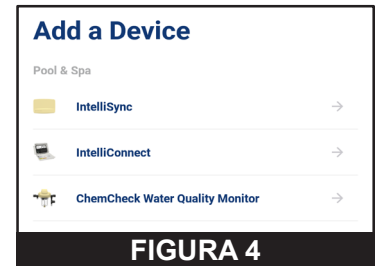 Add a Device
Pool & Spa
IntelliSync
IntelliConnect
ChemCheck Water Quality Monitor
FIGURA 4